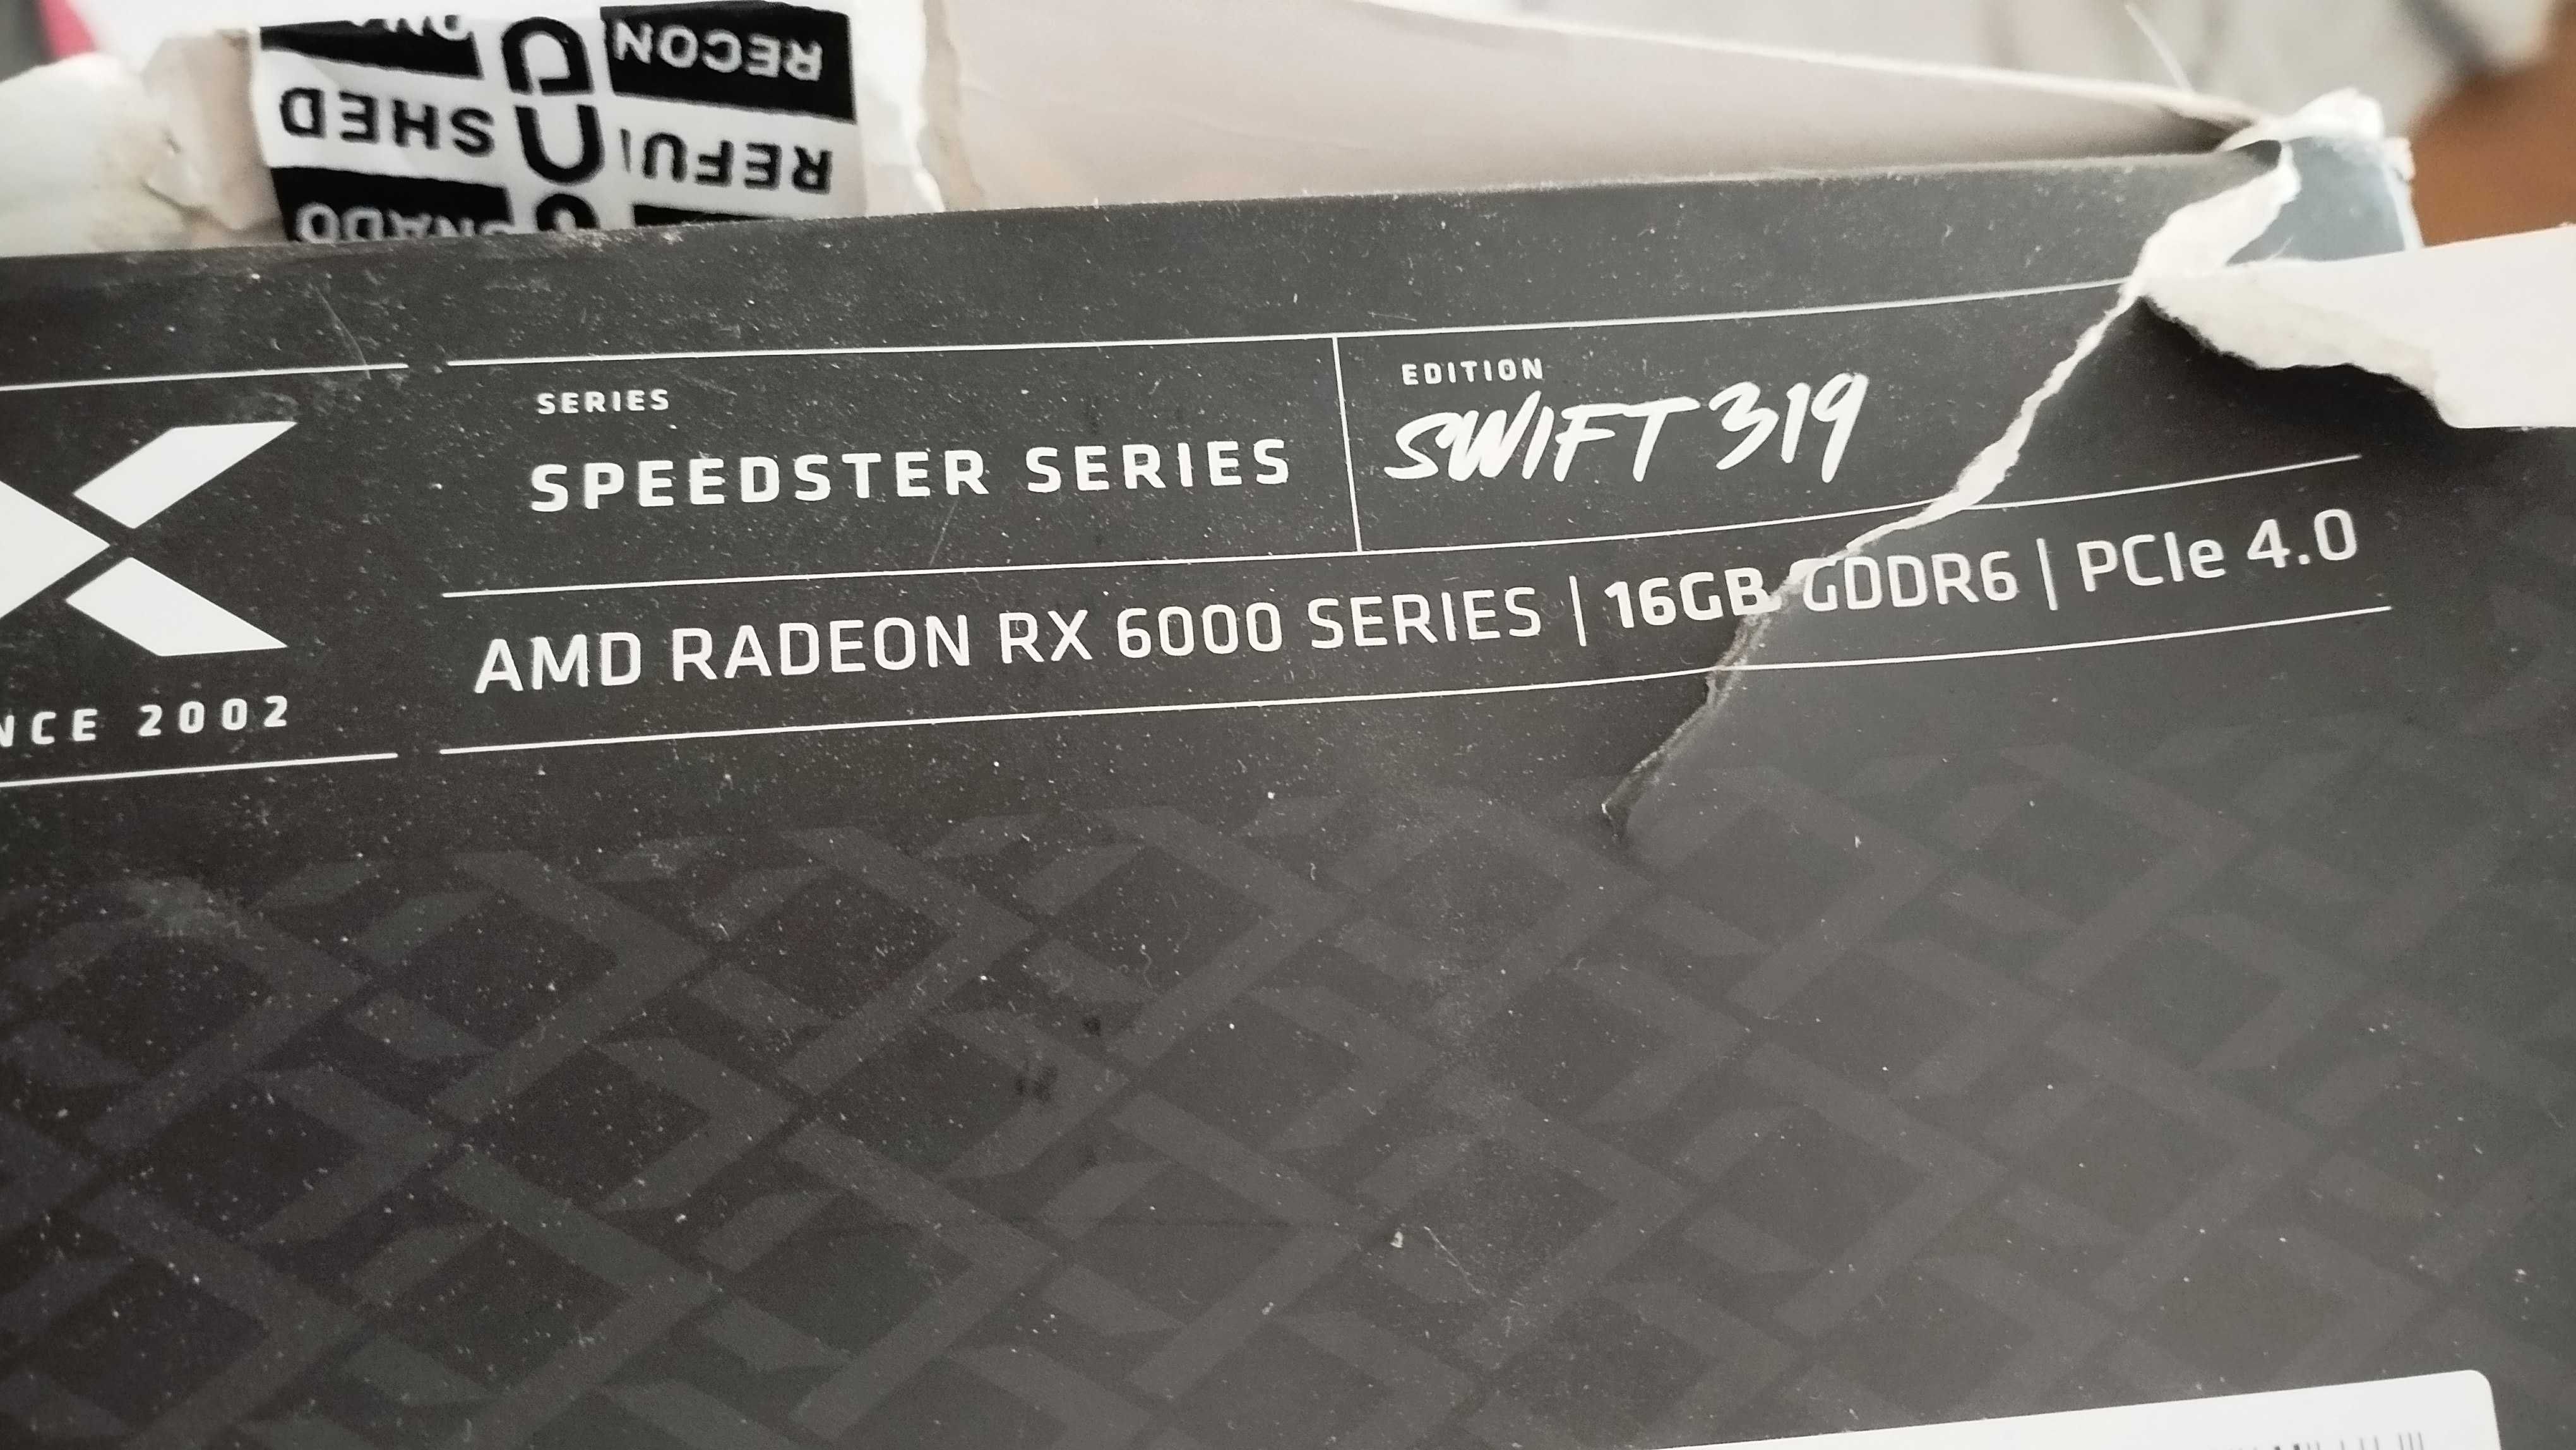 RECON
REFU
SHED
SERIES
SPEEDSTER SERIES
EDITION
SWIFT 319
AMD RADEON RX 6000 SERIES | 16GB GDDR6 | PCIe 4.0
NCE 2002